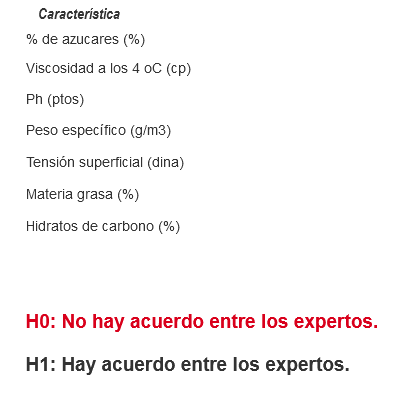 Característica
% de azucares (%)
Viscosidad a los 4 oC (cp)
Ph (ptos)
Peso específico (g/m3)
Tensión superficial (dina)
Materia grasa (%)
Hidratos de carbono (%)
H0: No hay acuerdo entre los expertos.
H1: Hay acuerdo entre los expertos.